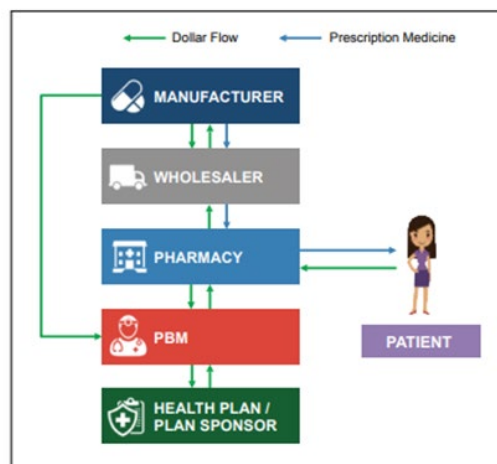 Dollar Flow
Prescription Medicine
MANUFACTURER
WHOLESALER
PHARMACY
PBM
PATIENT
HEALTH PLAN /
PLAN SPONSOR